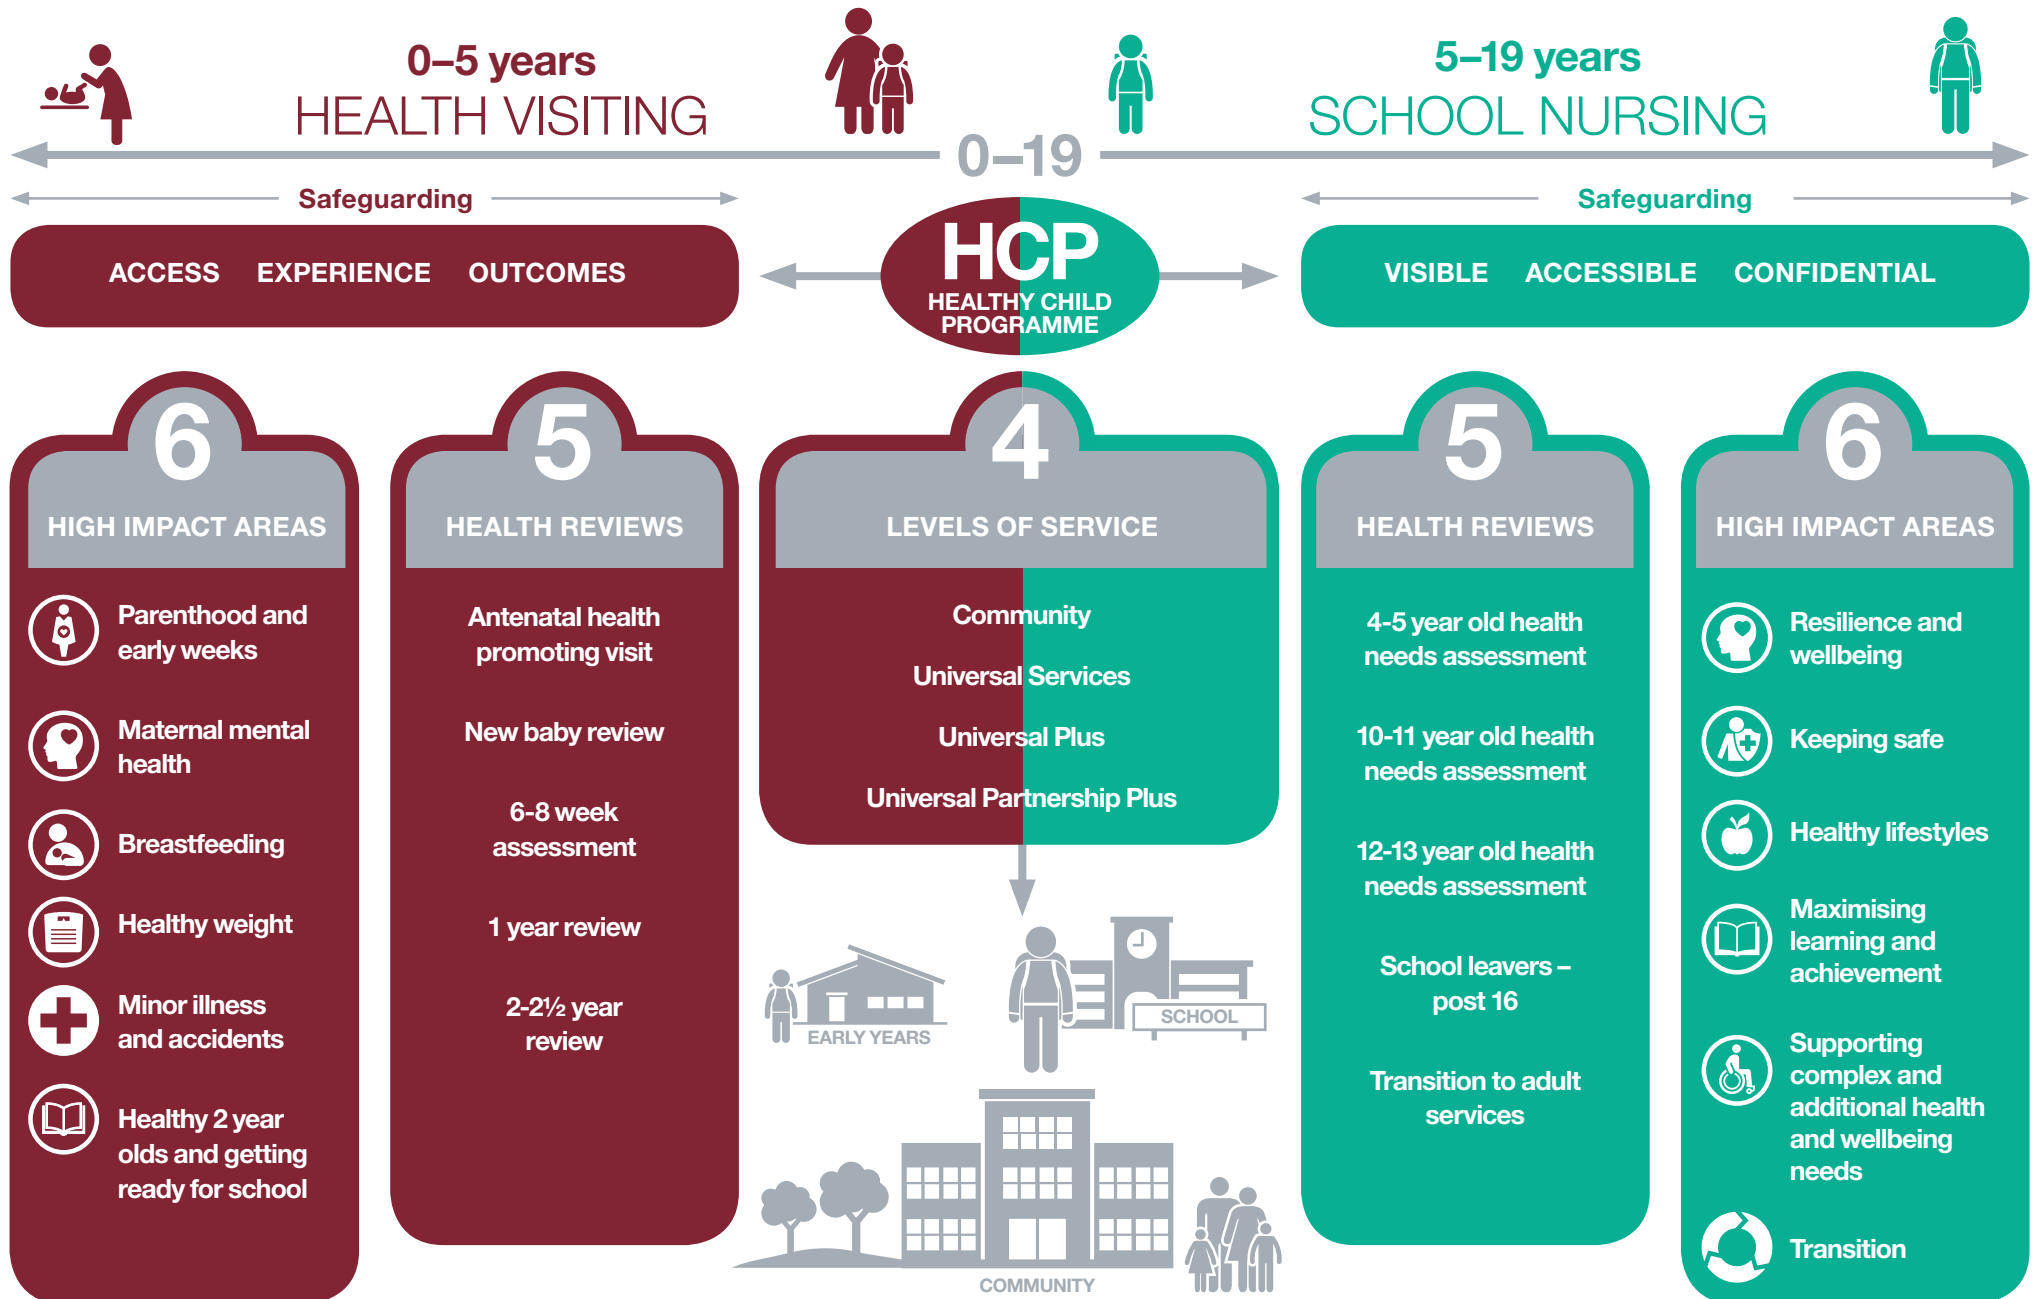 0–5 years
HEALTH VISITING
5–19 years
SCHOOL NURSING
0–19
Safeguarding
Safeguarding
ACCESS EXPERIENCE OUTCOMES
HCP
HEALTHY CHILD
PROGRAMME
VISIBLE ACCESSIBLE CONFIDENTIAL
6
HIGH IMPACT AREAS
Parenthood and
early weeks
Maternal mental
health
Breastfeeding
Healthy weight
Minor illness
and accidents
Healthy 2 year
olds and getting
ready for school
5
HEALTH REVIEWS
Antenatal health
promoting visit
New baby review
6-8 week
assessment
1 year review
2-2½ year
review
4
LEVELS OF SERVICE
Community
Universal Services
Universal Plus
Universal Partnership Plus
EARLY YEARS
SCHOOL
COMMUNITY
5
HEALTH REVIEWS
4-5 year old health
needs assessment
10-11 year old health
needs assessment
12-13 year old health
needs assessment
School leavers –
post 16
Transition to adult
services
6
HIGH IMPACT AREAS
Resilience and
wellbeing
Keeping safe
Healthy lifestyles
Maximising
learning and
achievement
Supporting
complex and
additional health
and wellbeing
needs
Transition